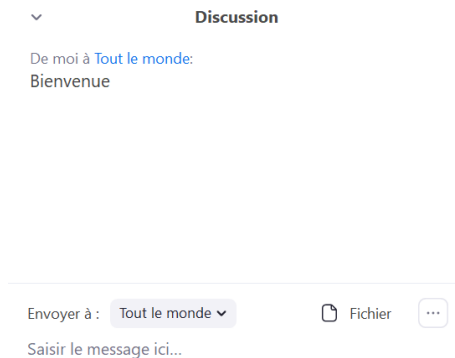 Discussion
De moi à Tout le monde:
Bienvenue
Envoyer à : Tout le monde Fichier ...
Saisir le message ici...